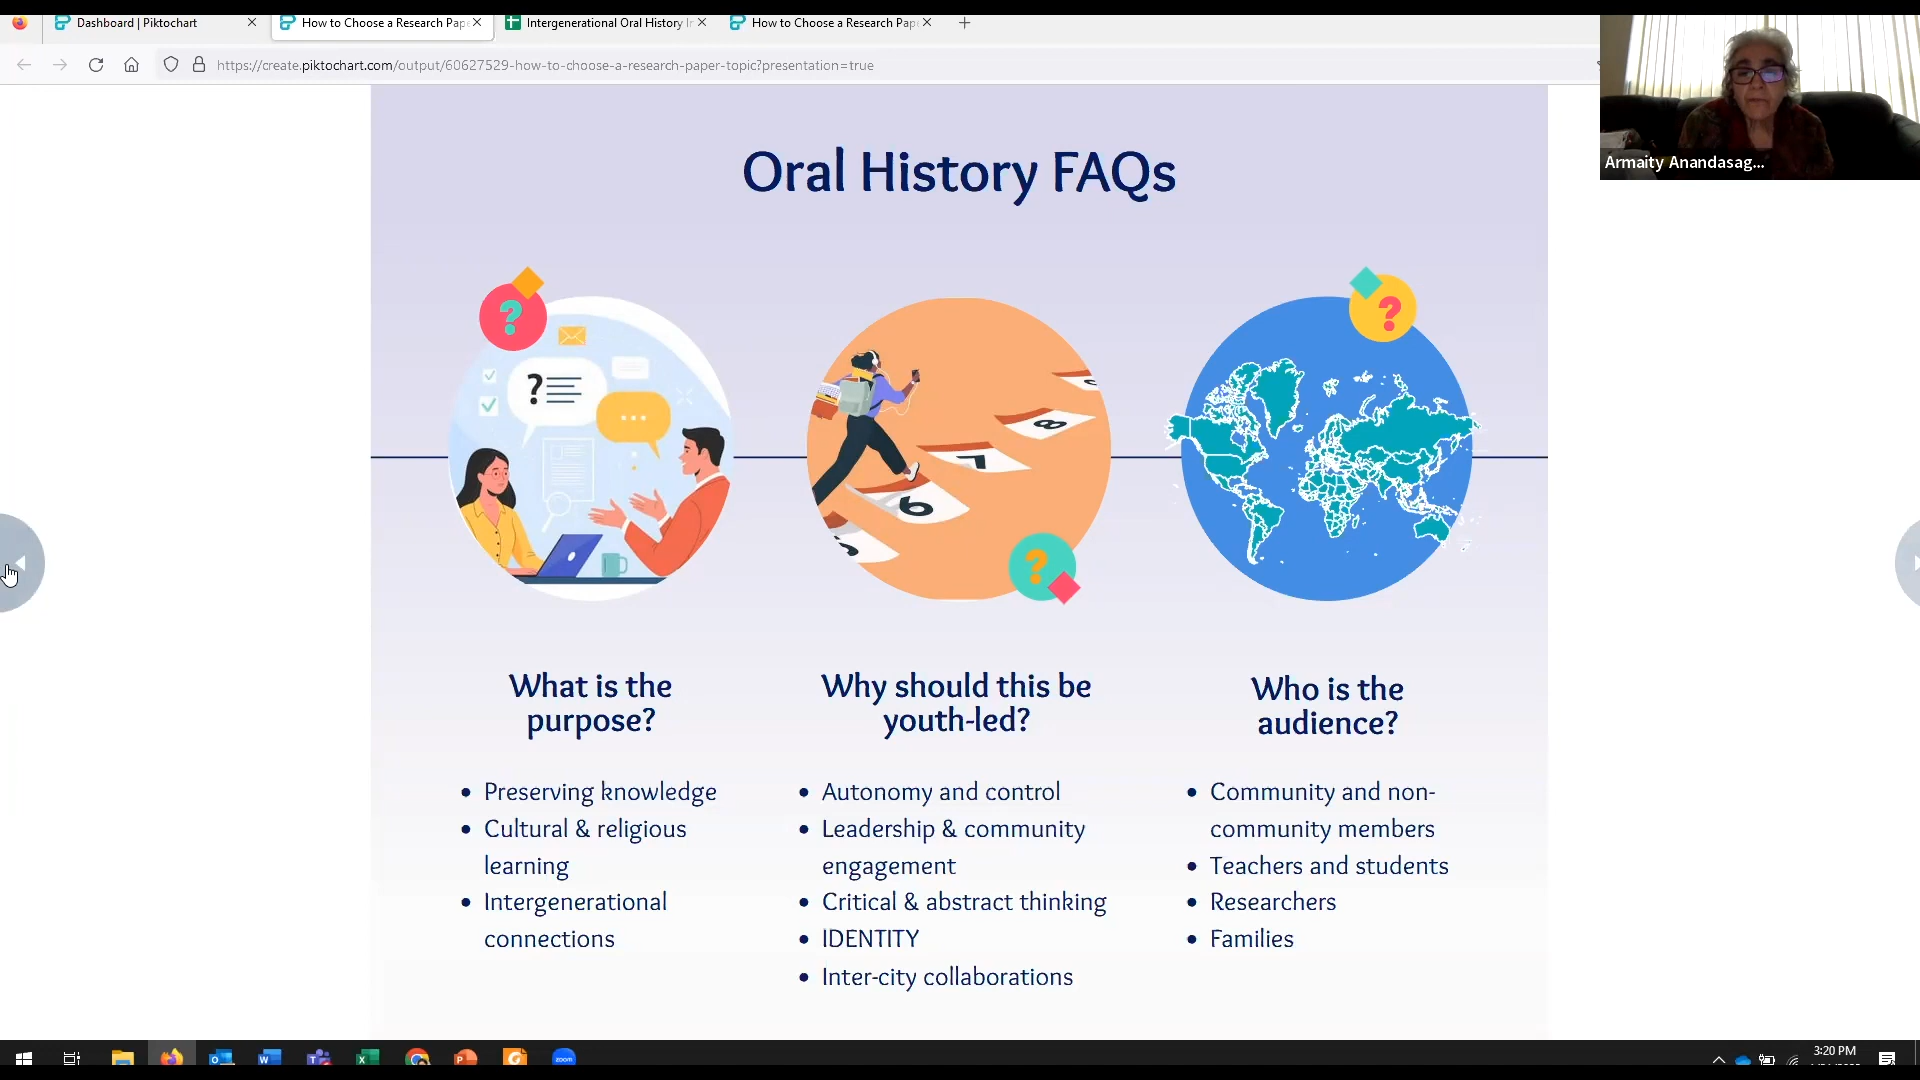 Dashboard | Piktochart
How to Choose a Research Pap
Intergenerational Oral History I
How to Choose a Research Pap
https://create.piktochart.com/output/60627529-how-to-choose-a-research-paper-topic?presentation=true
Armaity Anandasag...
Oral History FAQs
?
?
?
?
...
8
7
6
What is the
purpose?
• Preserving knowledge
• Cultural & religious
learning
• Intergenerational
connections
Why should this be
youth-led?
• Autonomy and control
• Leadership & community
engagement
• Critical & abstract thinking
• IDENTITY
• Inter-city collaborations
Who is the
audience?
• Community and non-
community members
• Teachers and students
• Researchers
• Families
zoom
3:20 PM